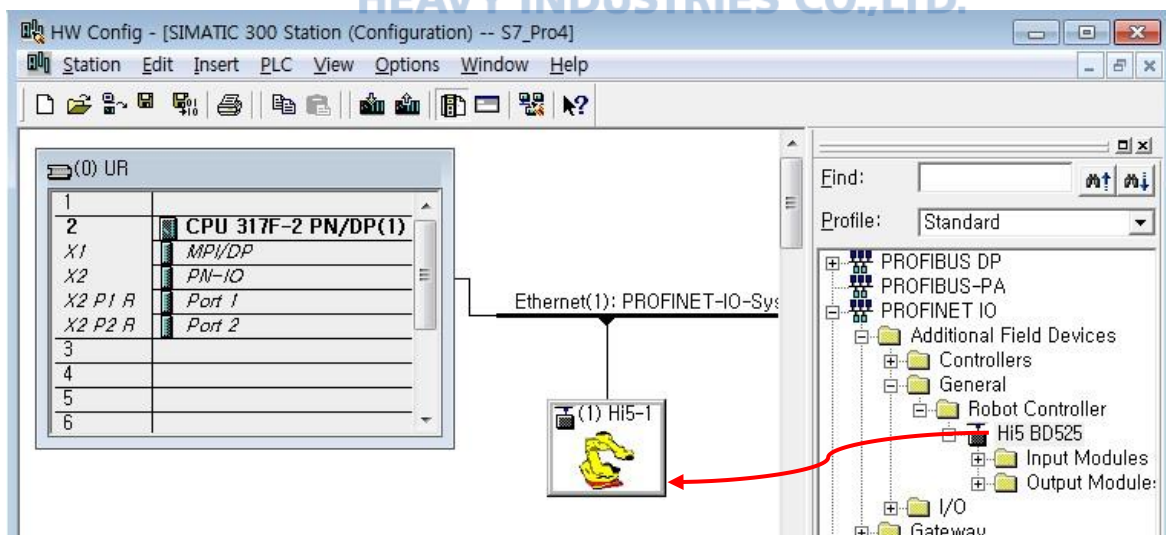 HEAVY INDUSTRIES CO.,LTD.
HW Config - [SIMATIC 300 Station (Configuration) -- S7_Pro4]
Station Edit Insert PLC View Options Window Help
(0) UR
1
2 CPU 317F-2 PN/DP(1)
X1 MPI/DP
X2 PN-IO
X2 P1 R Port 1
X2 P2 R Port 2
3
4
5
6
Ethernet(1): PROFINET-IO-Sys
(1) Hi5-1
Find:
Profile: Standard
PROFIBUS DP
PROFIBUS-PA
PROFINET IO
Additional Field Devices
Controllers
General
Robot Controller
Hi5 BD525
Input Modules
Output Module
I/O
Gateway